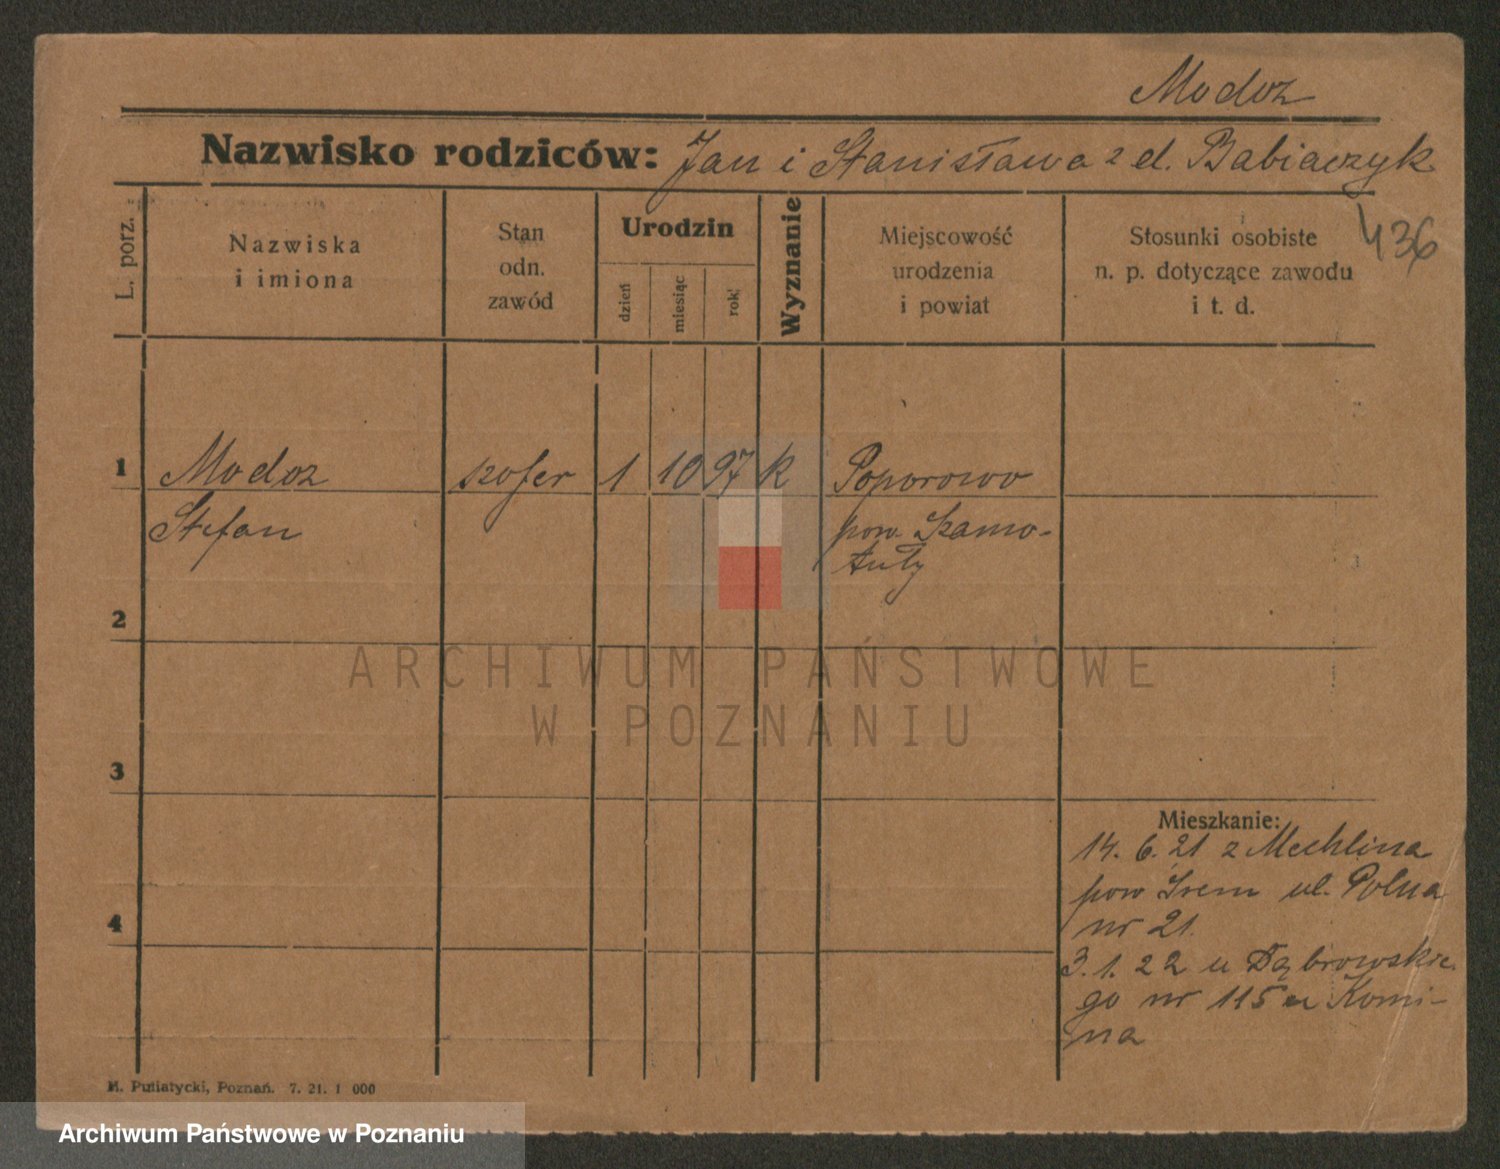 Modoz
Nazwisko rodziców: Jan i Stanisława z d. Babiaczyk
436
L. porz.
Nazwiska
i imiona
Stan
odn.
zawód
Urodzin
dzień
miesiąc
rok
Wyznanie
Miejscowość
urodzenia
i powiat
Stosunki osobiste
n. p. dotyczące zawodu
i t. d.
1 Modoz szofer 1 10 97 k Poporowo
Stefan pow. Szamo-
tuły
2
3
4
ARCHIWUM PAŃSTWOWE
W POZNANIU
Mieszkanie:
14. 6. 21 z Mechlina
pow Śrem ul. Polna
nr 21.
3. 1. 22 u Dąbrowskie
go nr 115 u Komi-
na
M. Putiatycki, Poznań. 7. 21. 1 000
Archiwum Państwowe w Poznaniu